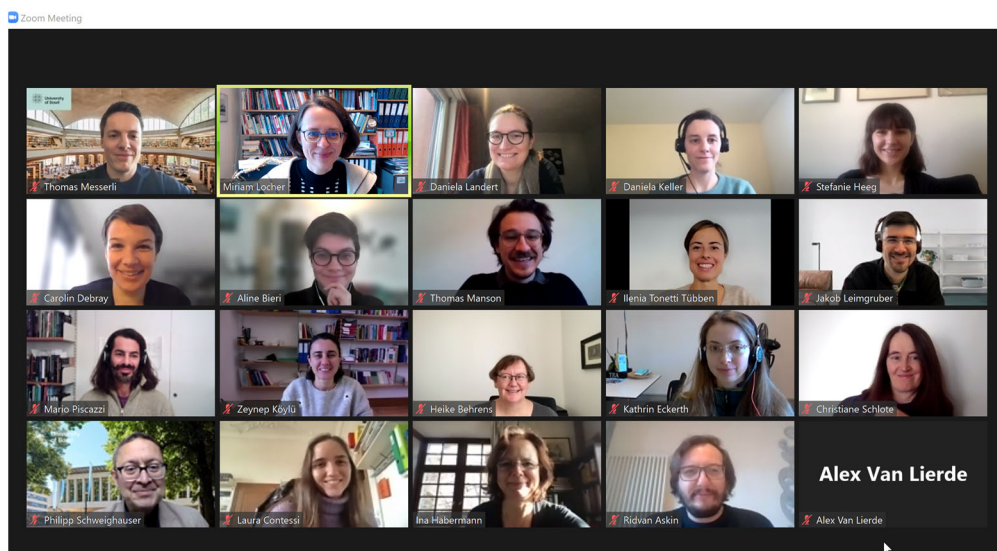 Zoom Meeting
University
of Basel
Thomas Messerli
Miriam Locher
Daniela Landert
Daniela Keller
Stefanie Heeg
Carolin Debray
Aline Bieri
Thomas Manson
Ilenia Tonetti Tübben
Jakob Leimgruber
Mario Piscazzi
Zeynep Köylü
Heike Behrens
Kathrin Eckerth
Christiane Schlote
Philipp Schweighauser
Laura Contessi
Ina Habermann
Ridvan Askin
Alex Van Lierde
Alex Van Lierde